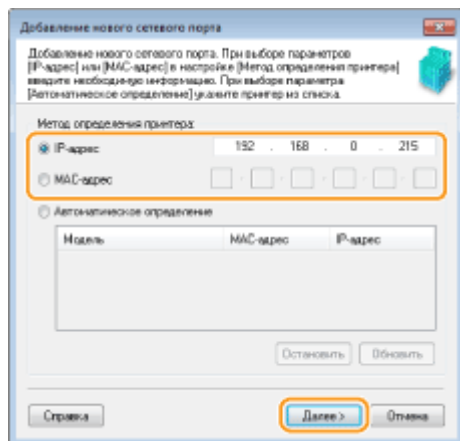 Добавление нового сетевого порта
Добавление нового сетевого порта. При выборе параметров
[IP-адрес] или [MAC-адрес] в настройке [Метод определения принтера]
введите необходимую информацию. При выборе параметра
[Автоматическое определение] укажите принтер из списка.
Метод определения принтера:
IP-адрес 192 . 168 . 0 . 215
MAC-адрес - - - - -
Автоматическое определение
Модель MAC-адрес IP-адрес
Остановить Обновить
Справка Далее > Отмена